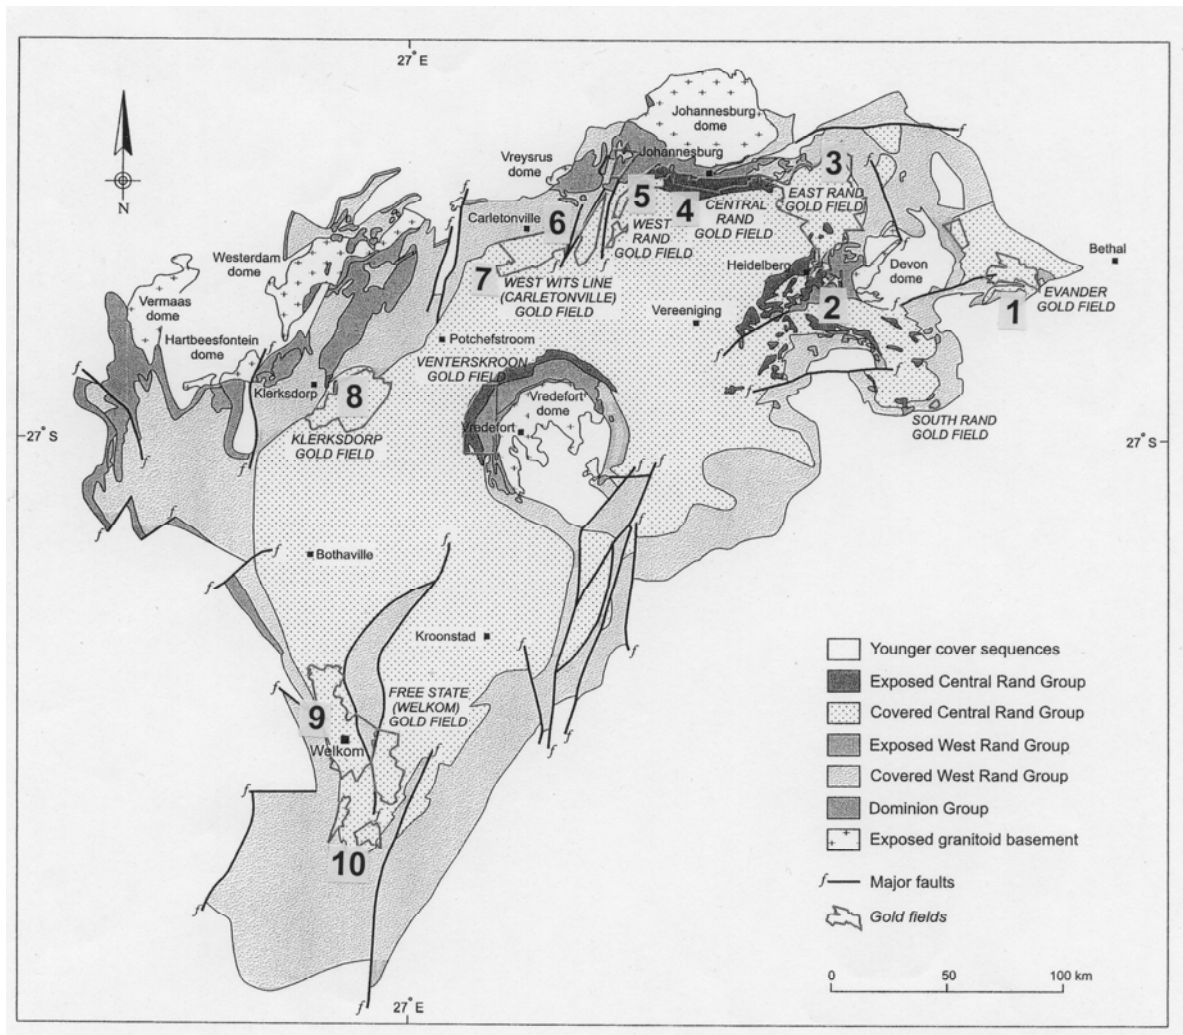 27° E
N
Johannesburg
dome
Vreysrus
dome
Johannesburg
3
5
EAST RAND
GOLD FIELD
4
CENTRAL
RAND
GOLD FIELD
6
WEST
RAND
GOLD FIELD
Carletonville
Westerdam
dome
7
WEST WITS LINE
(CARLETONVILLE)
GOLD FIELD
Heidelberg
Devon
dome
Bethal
Vermaas
dome
2
1
EVANDER
GOLD FIELD
Vereeniging
Hartbeesfontein
dome
Potchefstroom
VENTERSKROON
GOLD FIELD
Klerksdorp
8
Vredefort
dome
Vredefort
SOUTH RAND
GOLD FIELD
27° S
27° S
KLERKSDORP
GOLD FIELD
Bothaville
Kroonstad
FREE STATE
(WELKOM)
GOLD FIELD
9
Welkom
10
Younger cover sequences
Exposed Central Rand Group
Covered Central Rand Group
Exposed West Rand Group
Covered West Rand Group
Dominion Group
Exposed granitoid basement
f Major faults
Gold fields
0 50 100 km
27° E